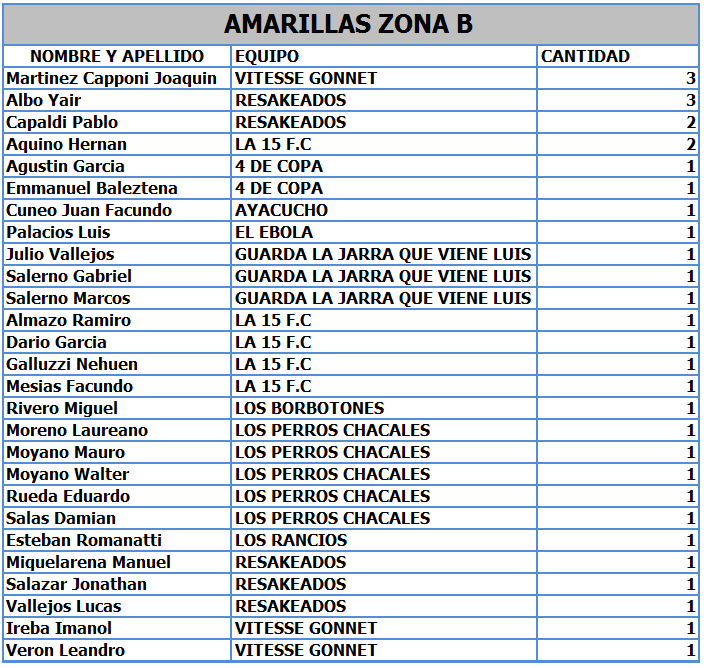 AMARILLAS ZONA B
NOMBRE Y APELLIDO EQUIPO CANTIDAD
Martinez Capponi Joaquin VITESSE GONNET 3
Albo Yair RESAKEADOS 3
Capaldi Pablo RESAKEADOS 2
Aquino Hernan LA 15 F.C 2
Agustin Garcia 4 DE COPA 1
Emmanuel Baleztena 4 DE COPA 1
Cuneo Juan Facundo AYACUCHO 1
Palacios Luis EL EBOLA 1
Julio Vallejos GUARDA LA JARRA QUE VIENE LUIS 1
Salerno Gabriel GUARDA LA JARRA QUE VIENE LUIS 1
Salerno Marcos GUARDA LA JARRA QUE VIENE LUIS 1
Almazo Ramiro LA 15 F.C 1
Dario Garcia LA 15 F.C 1
Galluzzi Nehuen LA 15 F.C 1
Mesias Facundo LA 15 F.C 1
Rivero Miguel LOS BORBOTONES 1
Moreno Laureano LOS PERROS CHACALES 1
Moyano Mauro LOS PERROS CHACALES 1
Moyano Walter LOS PERROS CHACALES 1
Rueda Eduardo LOS PERROS CHACALES 1
Salas Damian LOS PERROS CHACALES 1
Esteban Romanatti LOS RANCIOS 1
Miquelarena Manuel RESAKEADOS 1
Salazar Jonathan RESAKEADOS 1
Vallejos Lucas RESAKEADOS 1
Ireba Imanol VITESSE GONNET 1
Veron Leandro VITESSE GONNET 1